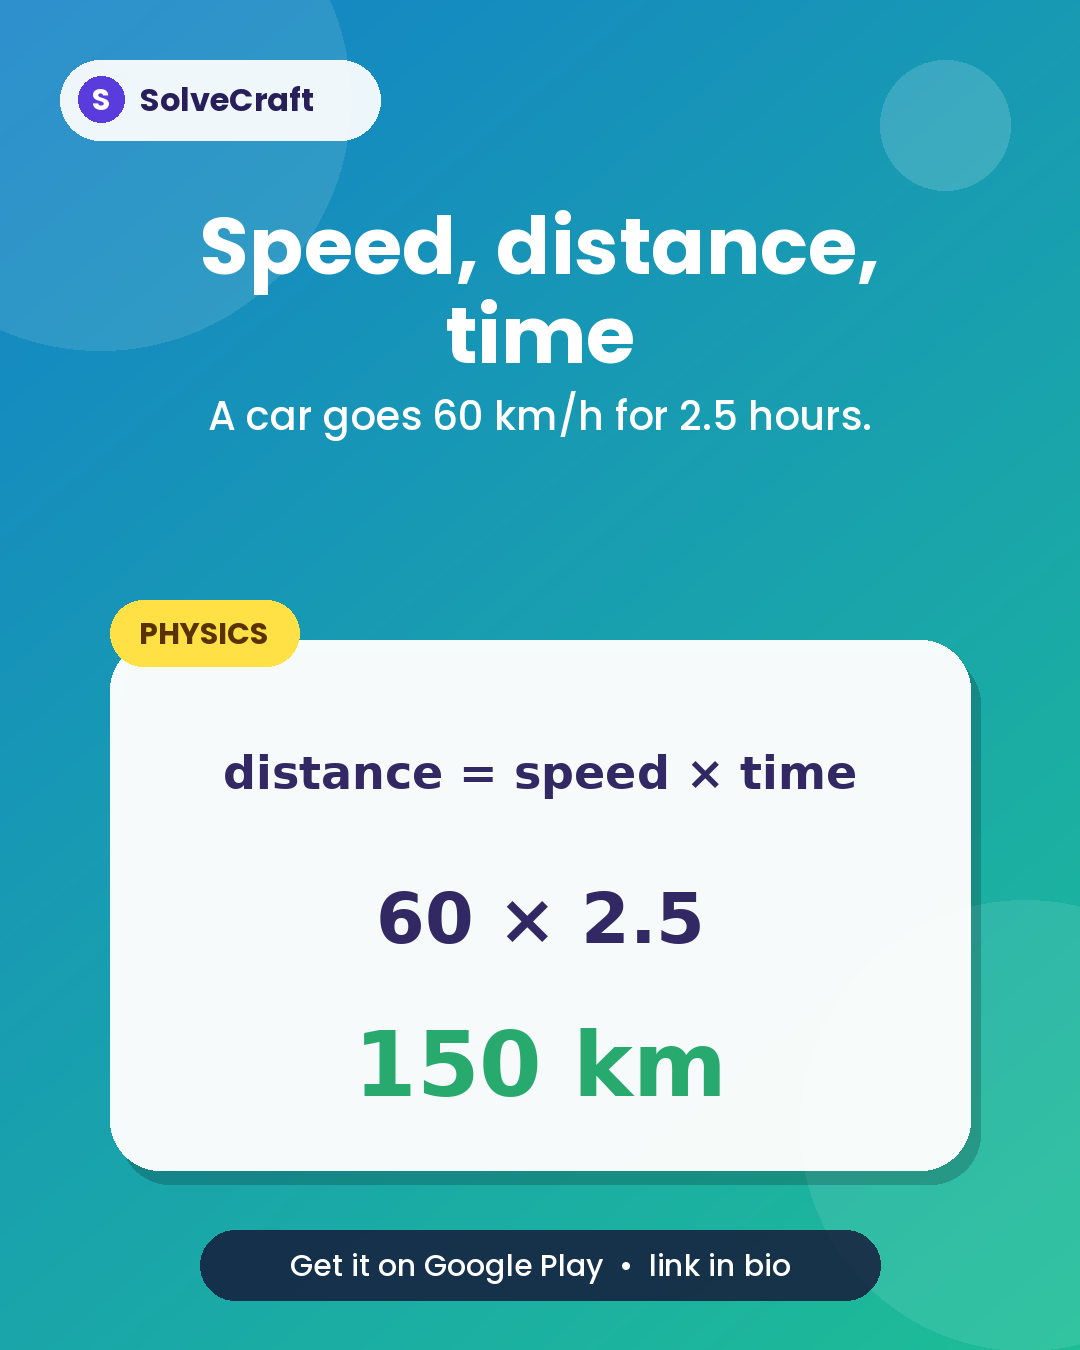 S SolveCraft
Speed, distance,
time
A car goes 60 km/h for 2.5 hours.
PHYSICS
distance = speed × time
60 × 2.5
150 km
Get it on Google Play • link in bio